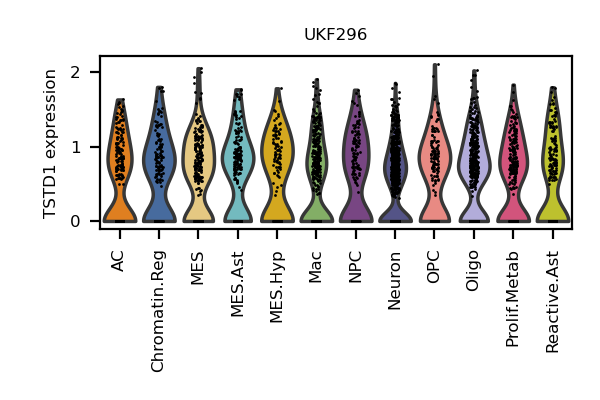 UKF296
TSTD1 expression
2
1
0
AC
Chromatin.Reg
MES
MES.Ast
MES.Hyp
Mac
NPC
Neuron
OPC
Oligo
Prolif.Metab
Reactive.Ast